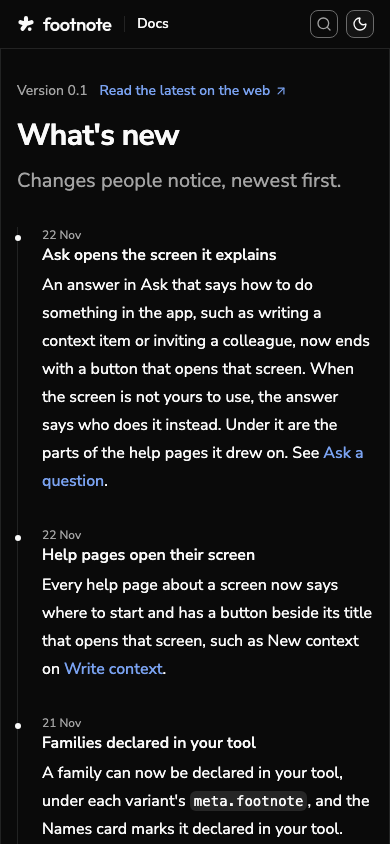 footnote
Docs
Version 0.1 Read the latest on the web ↗
What's new
Changes people notice, newest first.
22 Nov
Ask opens the screen it explains
An answer in Ask that says how to do
something in the app, such as writing a
context item or inviting a colleague, now ends
with a button that opens that screen. When
the screen is not yours to use, the answer
says who does it instead. Under it are the
parts of the help pages it drew on. See Ask a
question.
22 Nov
Help pages open their screen
Every help page about a screen now says
where to start and has a button beside its title
that opens that screen, such as New context
on Write context.
21 Nov
Families declared in your tool
A family can now be declared in your tool,
under each variant's meta.footnote, and the
Names card marks it declared in your tool.